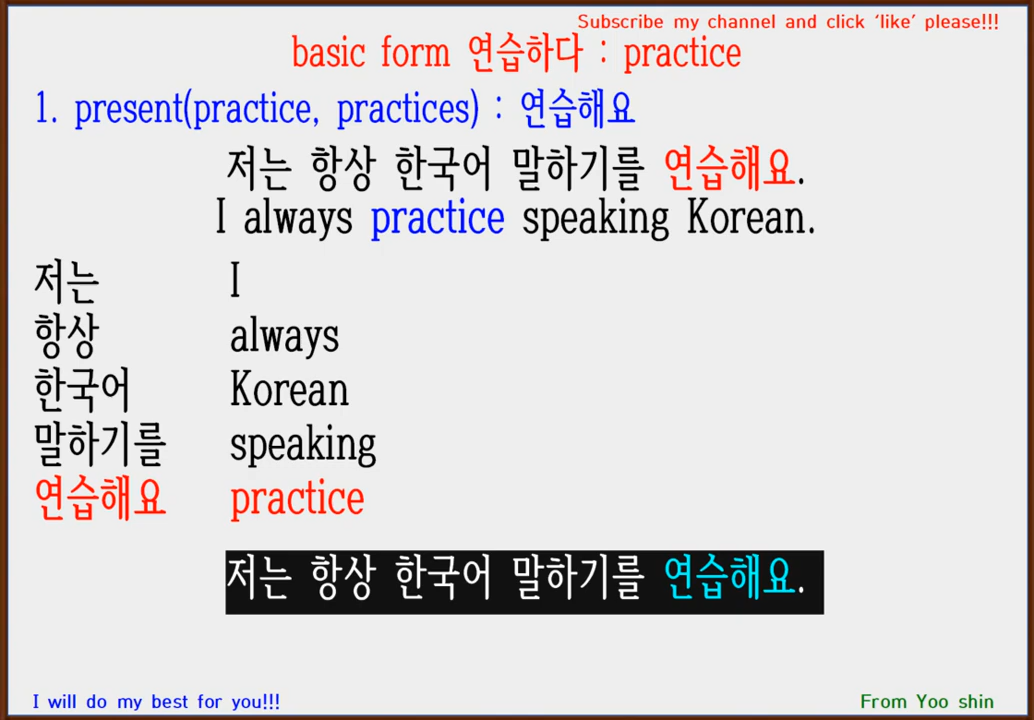 Subscribe my channel and click ‘like’ please!!!
basic form 연습하다 : practice
1. present(practice, practices) : 연습해요
저는 항상 한국어 말하기를 연습해요.
I always practice speaking Korean.
저는 I
항상 always
한국어 Korean
말하기를 speaking
연습해요 practice
저는 항상 한국어 말하기를 연습해요.
I will do my best for you!!! From Yoo shin